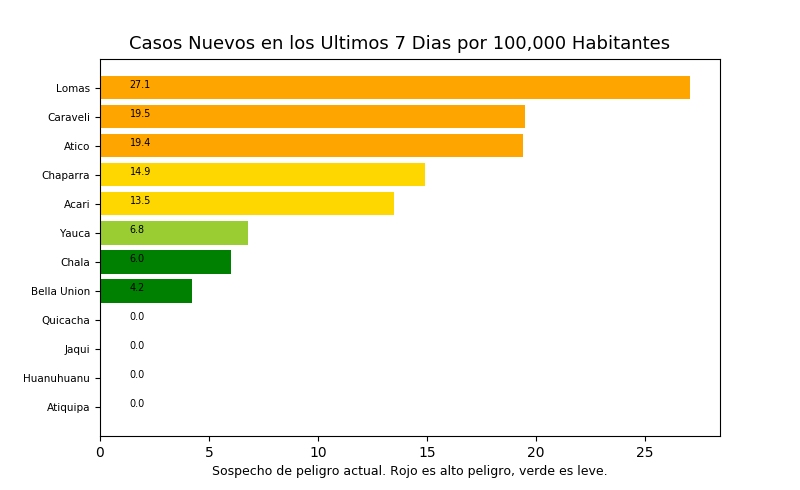 Casos Nuevos en los Ultimos 7 Dias por 100,000 Habitantes
Lomas 27.1
Caraveli 19.5
Atico 19.4
Chaparra 14.9
Acari 13.5
Yauca 6.8
Chala 6.0
Bella Union 4.2
Quicacha 0.0
Jaqui 0.0
Huanuhuanu 0.0
Atiquipa 0.0
0 5 10 15 20 25
Sospecho de peligro actual. Rojo es alto peligro, verde es leve.